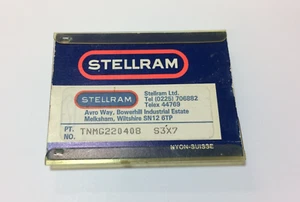 STELLRAM
STELLRAM
Stellram Ltd.
Tel (0225) 706882
Telex 44769
Avro Way, Bowerhill Industrial Estate
Melksham, Wiltshire SN12 6TP
PT. NO. TNMG220408 S3X7
NYON-SUISSE